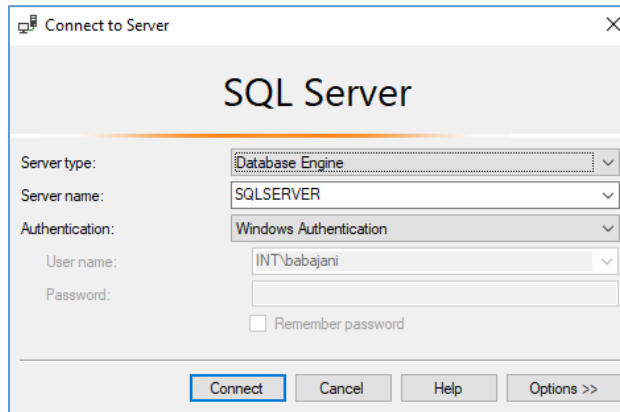 Connect to Server
SQL Server
Server type: Database Engine
Server name: SQLSERVER
Authentication: Windows Authentication
User name: INT\babajani
Password:
Remember password
Connect Cancel Help Options >>